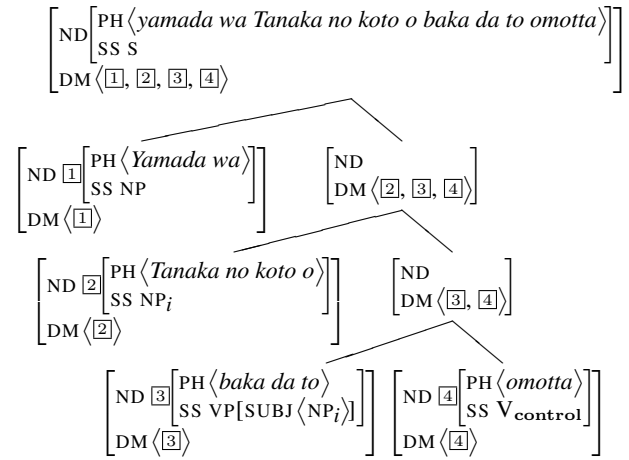 ND [PH ⟨yamada wa Tanaka no koto o baka da to omotta⟩
SS S]
DM ⟨1, 2, 3, 4⟩
ND 1 [PH ⟨Yamada wa⟩
SS NP]
DM ⟨1⟩
ND
DM ⟨2, 3, 4⟩
ND 2 [PH ⟨Tanaka no koto o⟩
SS NPi]
DM ⟨2⟩
ND
DM ⟨3, 4⟩
ND 3 [PH ⟨baka da to⟩
SS VP[SUBJ ⟨NPi⟩]]
DM ⟨3⟩
ND 4 [PH ⟨omotta⟩
SS Vcontrol]
DM ⟨4⟩